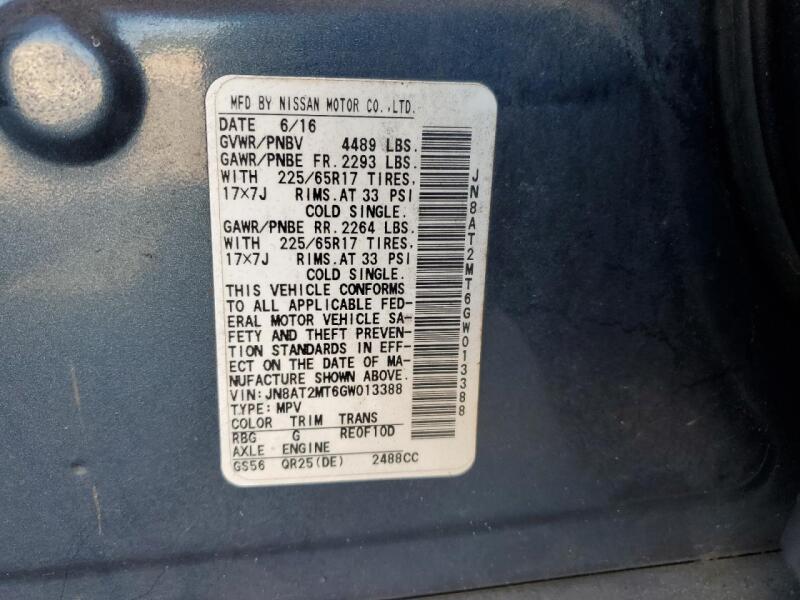 MFD BY NISSAN MOTOR CO.,LTD.
DATE 6/16
GVWR/PNBV 4489 LBS.
GAWR/PNBE FR. 2293 LBS.
WITH 225/65R17 TIRES,
17×7J RIMS.AT 33 PSI
COLD SINGLE.
GAWR/PNBE RR. 2264 LBS.
WITH 225/65R17 TIRES,
17×7J RIMS.AT 33 PSI
COLD SINGLE.
THIS VEHICLE CONFORMS
TO ALL APPLICABLE FED-
ERAL MOTOR VEHICLE SA-
FETY AND THEFT PREVEN-
TION STANDARDS IN EFF-
ECT ON THE DATE OF MA-
NUFACTURE SHOWN ABOVE.
VIN:JN8AT2MT6GW013388
TYPE:MPV
COLOR TRIM TRANS
RBG G RE0F10D
AXLE ENGINE
GS56 QR25(DE) 2488CC
JN8AT2MT6GW013388